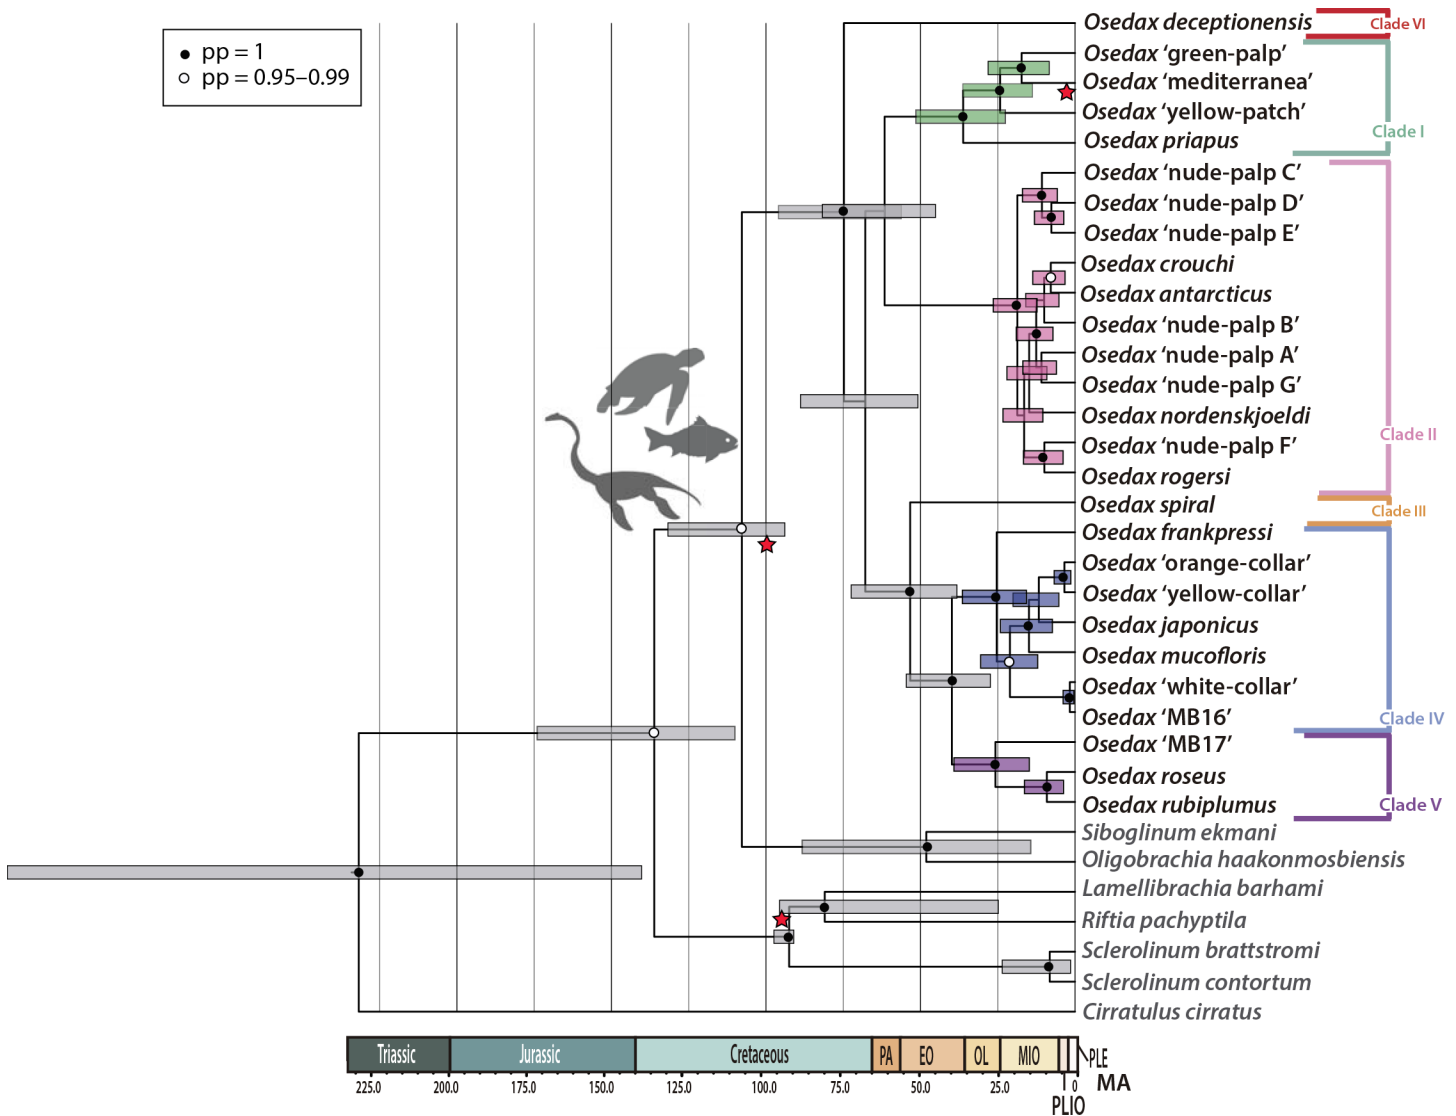 pp = 1
pp = 0.95–0.99
Osedax deceptionensis
Clade VI
Osedax ‘green-palp’
Osedax ‘mediterranea’
Osedax ‘yellow-patch’
Clade I
Osedax priapus
Osedax ‘nude-palp C’
Osedax ‘nude-palp D’
Osedax ‘nude-palp E’
Osedax crouchi
Osedax antarcticus
Osedax ‘nude-palp B’
Osedax ‘nude-palp A’
Osedax ‘nude-palp G’
Osedax nordenskjoeldi
Clade II
Osedax ‘nude-palp F’
Osedax rogersi
Osedax spiral
Clade III
Osedax frankpressi
Osedax ‘orange-collar’
Osedax ‘yellow-collar’
Osedax japonicus
Osedax mucofloris
Osedax ‘white-collar’
Osedax ‘MB16’
Clade IV
Osedax ‘MB17’
Osedax roseus
Osedax rubiplumus
Clade V
Siboglinum ekmani
Oligobrachia haakonmosbiensis
Lamellibrachia barhami
Riftia pachyptila
Sclerolinum brattstromi
Sclerolinum contortum
Cirratulus cirratus
Triassic Jurassic Cretaceous PA EO OL MIO PLE
225.0 200.0 175.0 150.0 125.0 100.0 75.0 50.0 25.0 0 MA
PLIO